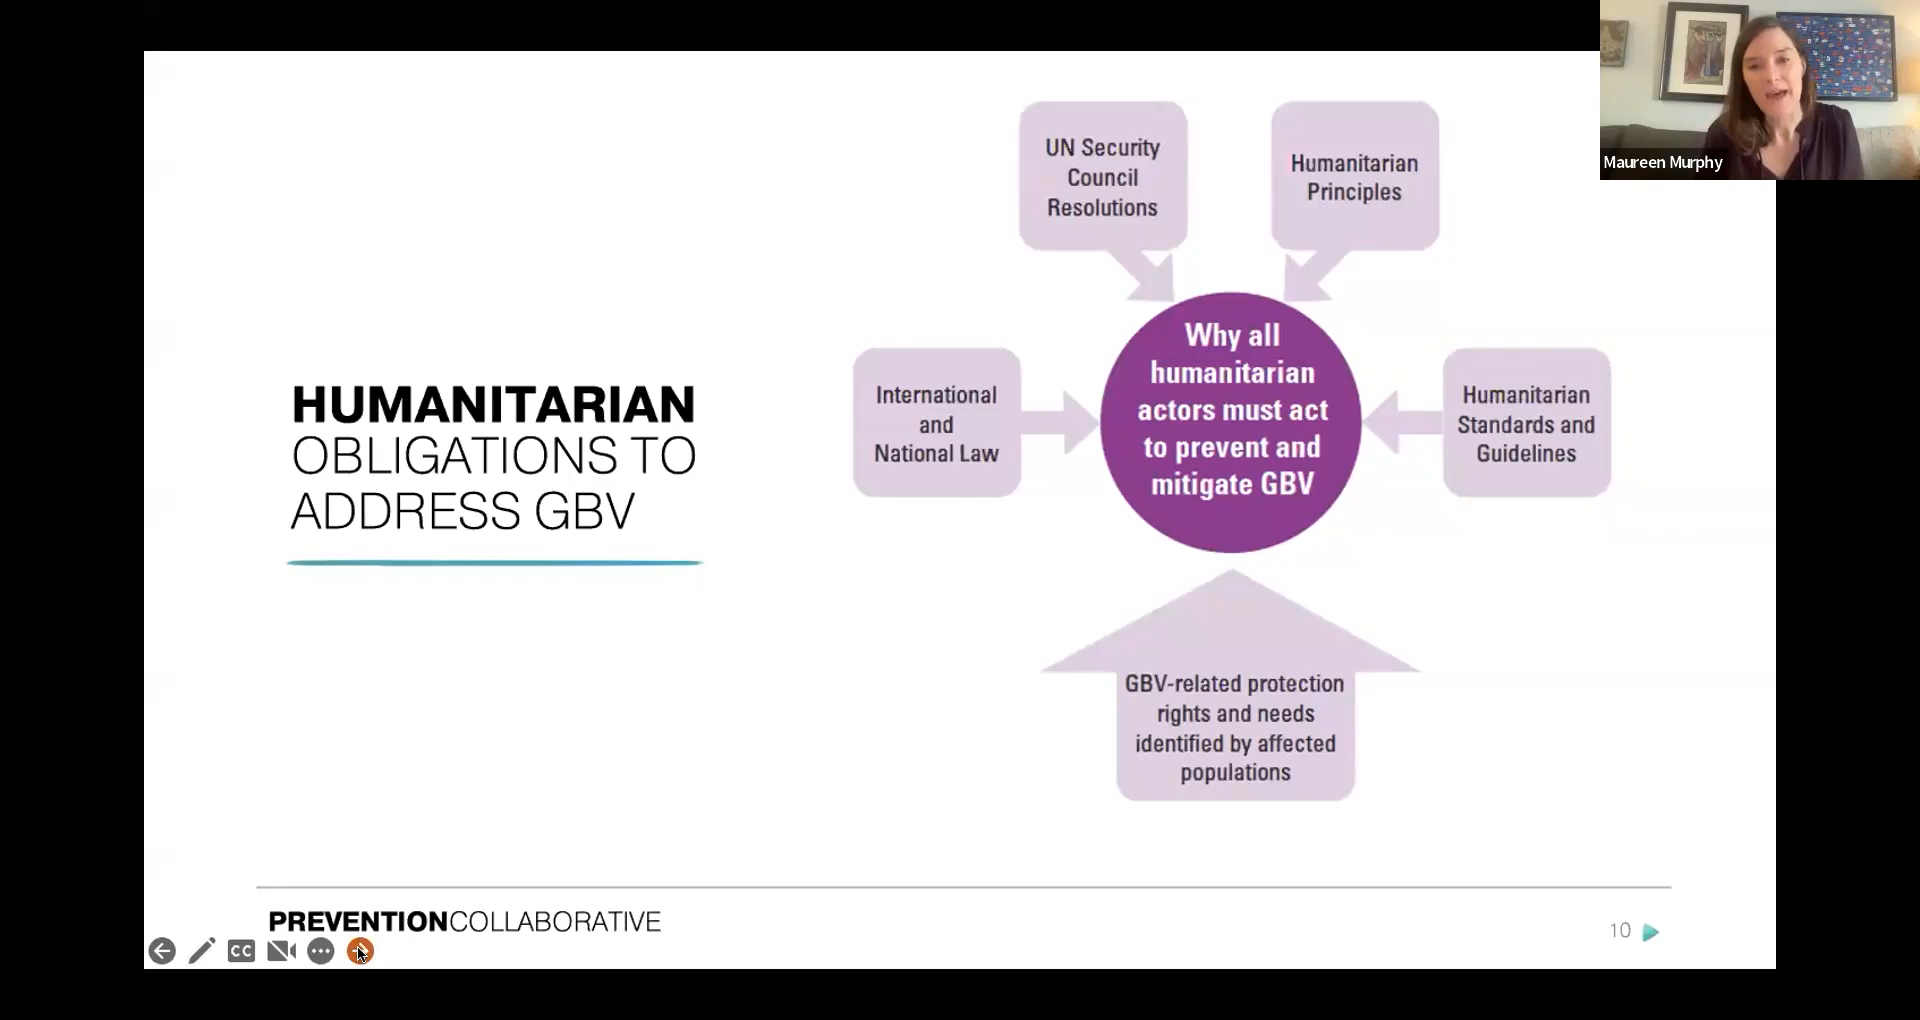 Maureen Murphy
HUMANITARIAN
OBLIGATIONS TO
ADDRESS GBV
UN Security
Council
Resolutions
Humanitarian
Principles
International
and
National Law
Why all
humanitarian
actors must act
to prevent and
mitigate GBV
Humanitarian
Standards and
Guidelines
GBV-related protection
rights and needs
identified by affected
populations
PREVENTIONCOLLABORATIVE
10
CC